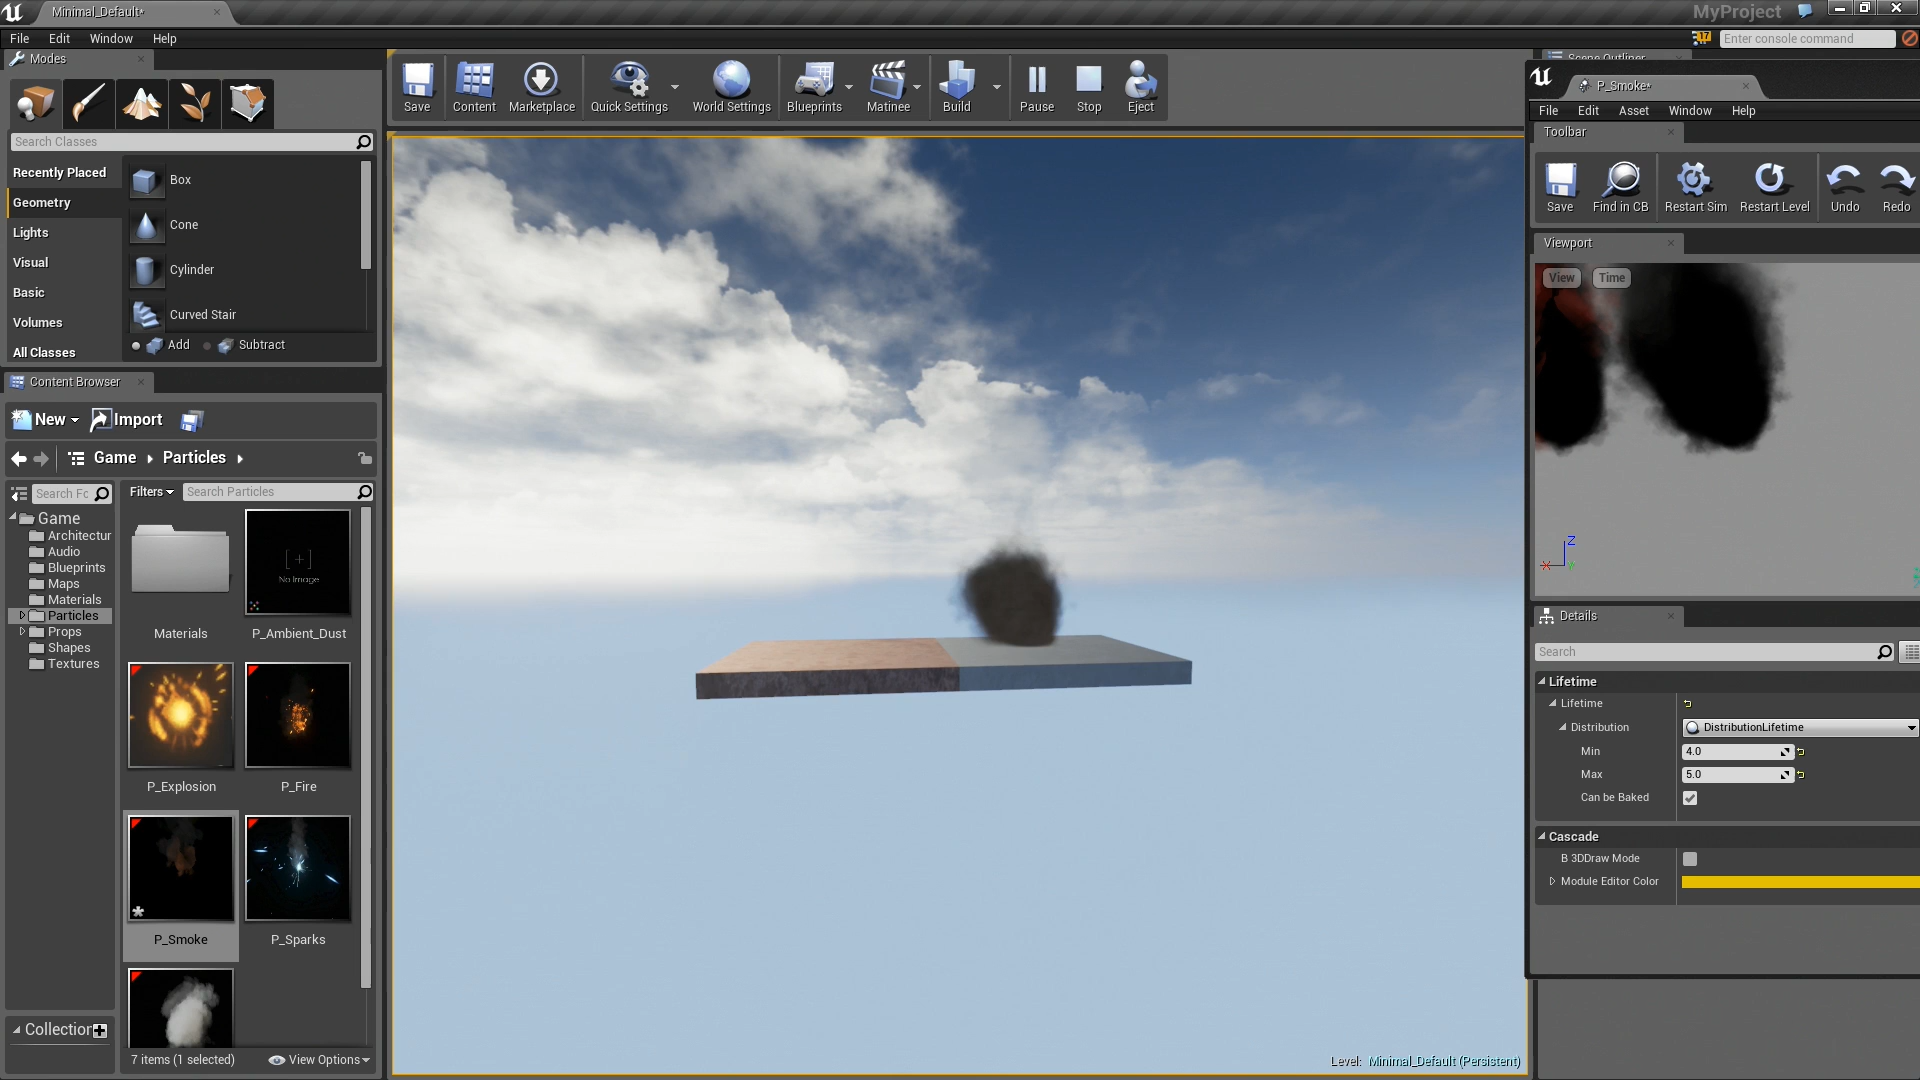 Minimal_Default*
MyProject
File Edit Window Help
17 Enter console command
Modes
Search Classes
Recently Placed
Geometry
Lights
Visual
Basic
Volumes
All Classes
Box
Cone
Cylinder
Curved Stair
Add Subtract
Save
Content
Marketplace
Quick Settings
World Settings
Blueprints
Matinee
Build
Pause
Stop
Eject
Content Browser
New Import
Game Particles
Search Fo
Filters Search Particles
Game
Architectur
Audio
Blueprints
Maps
Materials
Particles
Props
Shapes
Textures
Collection
[+]
No Image
Materials
P_Ambient_Dust
P_Explosion
P_Fire
P_Smoke
P_Sparks
7 items (1 selected) View Options
Level: Minimal_Default (Persistent)
Scene Outliner
P_Smoke*
File Edit Asset Window Help
Toolbar
Save
Find in CB
Restart Sim
Restart Level
Undo
Redo
Viewport
View Time
Z
X Y
Details
Search
Lifetime
Lifetime
Distribution DistributionLifetime
Min 4.0
Max 5.0
Can be Baked
Cascade
B 3DDraw Mode
Module Editor Color